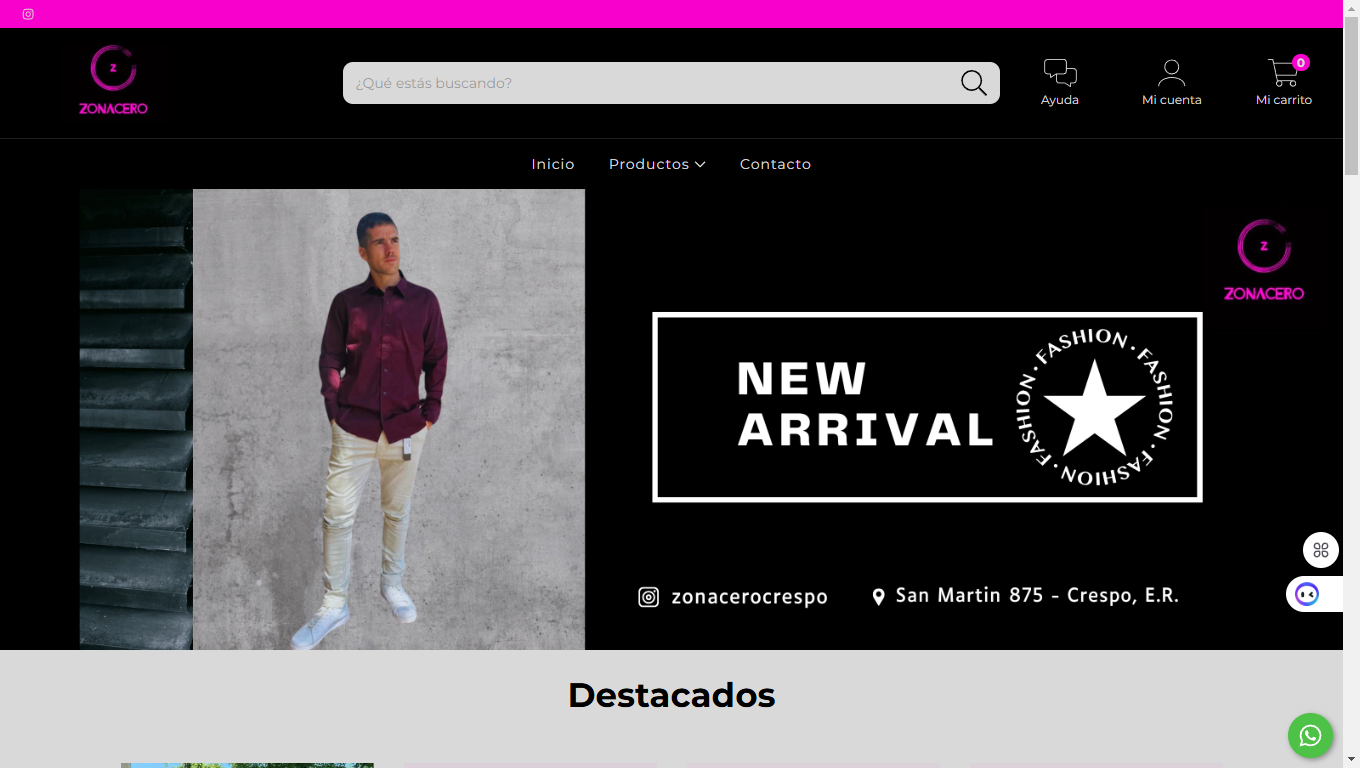 Z
ZONACERO
¿Qué estás buscando?
Ayuda
Mi cuenta
0
Mi carrito
Inicio
Productos
Contacto
Z
ZONACERO
NEW
ARRIVAL
FASHION · FASHION · FASHION · FASHION ·
zonacerocrespo
San Martin 875 - Crespo, E.R.
Destacados